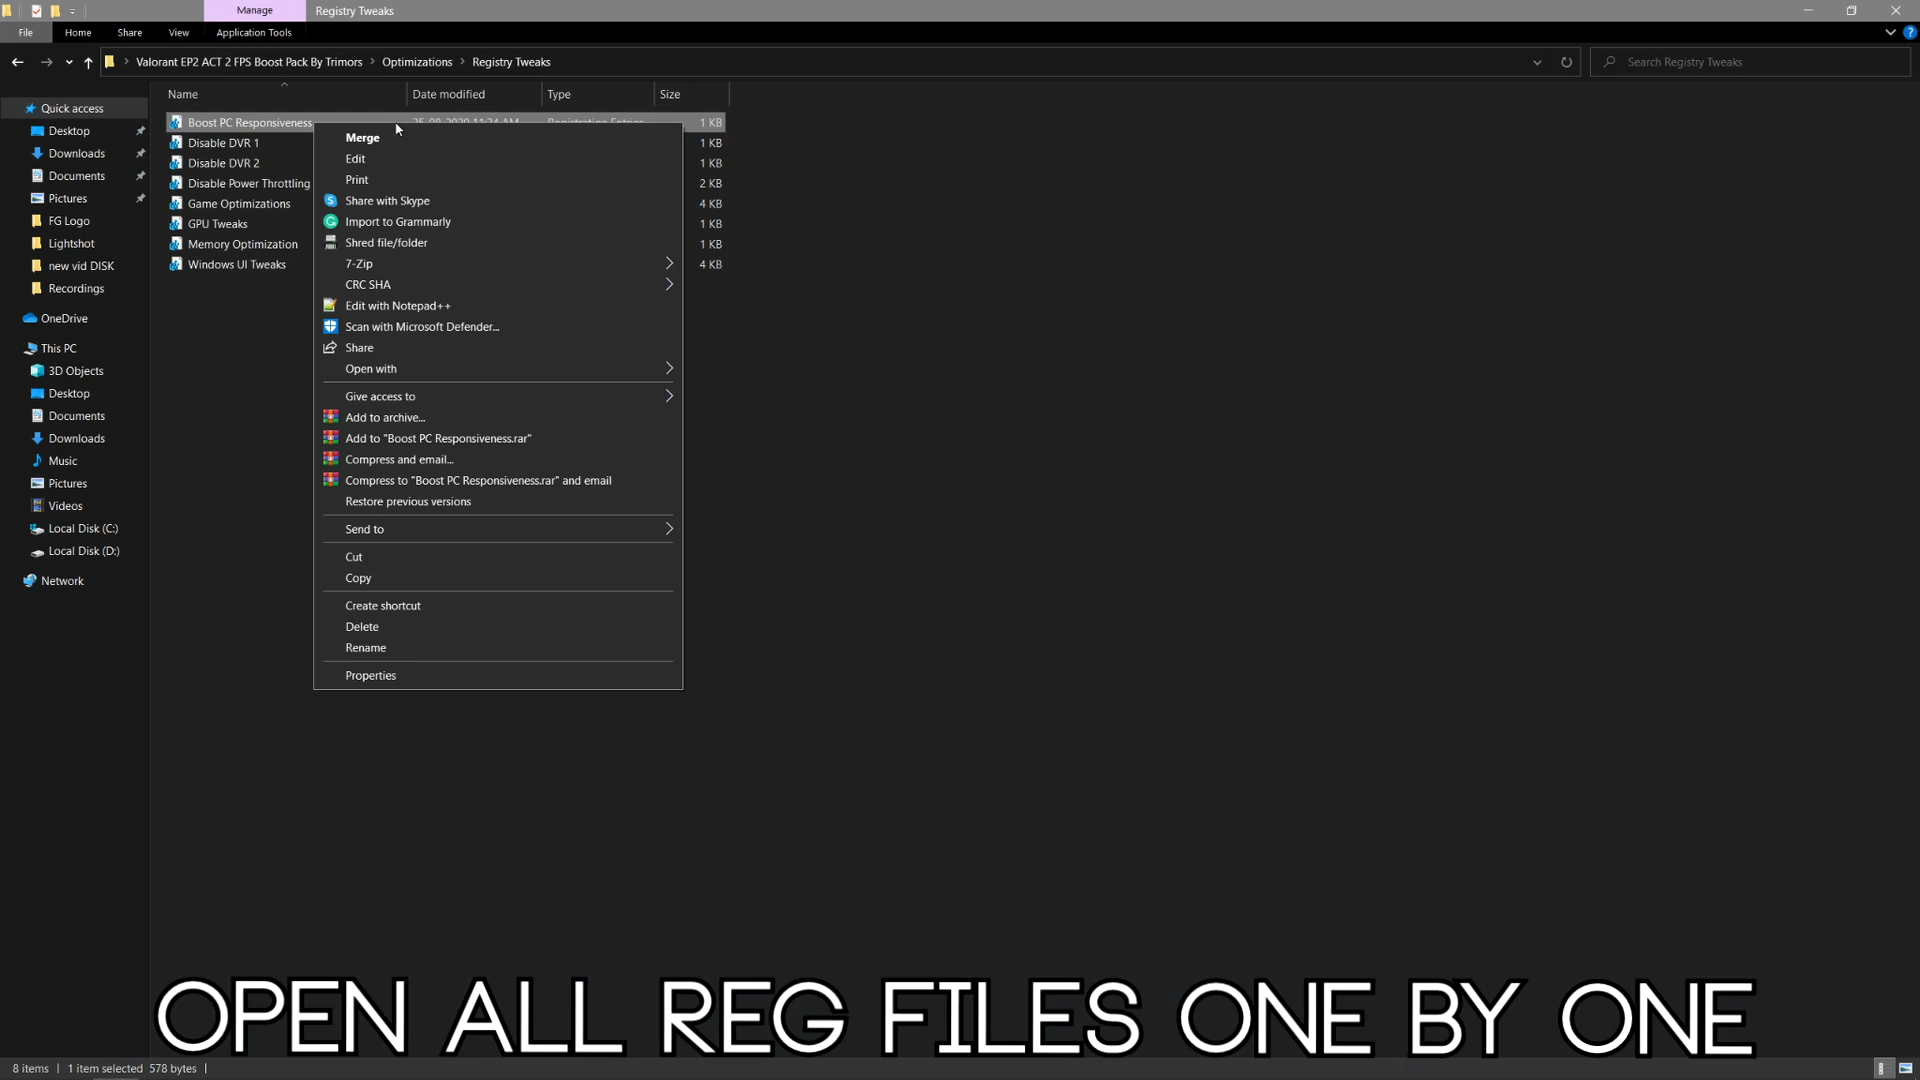 Manage
Registry Tweaks
File
Home
Share
View
Application Tools
Valorant EP2 ACT 2 FPS Boost Pack By Trimors
Optimizations
Registry Tweaks
Search Registry Tweaks
Name
Date modified
Type
Size
Quick access
Desktop
Downloads
Documents
Pictures
FG Logo
Lightshot
new vid DISK
Recordings
OneDrive
This PC
3D Objects
Desktop
Documents
Downloads
Music
Pictures
Videos
Local Disk (C:)
Local Disk (D:)
Network
Boost PC Responsiveness 25-08-2020 11:24 AM Registration Entries 1 KB
Disable DVR 1 1 KB
Disable DVR 2 1 KB
Disable Power Throttling 2 KB
Game Optimizations 4 KB
GPU Tweaks 1 KB
Memory Optimization 1 KB
Windows UI Tweaks 4 KB
Merge
Edit
Print
Share with Skype
Import to Grammarly
Shred file/folder
7-Zip
CRC SHA
Edit with Notepad++
Scan with Microsoft Defender...
Share
Open with
Give access to
Add to archive...
Add to "Boost PC Responsiveness.rar"
Compress and email...
Compress to "Boost PC Responsiveness.rar" and email
Restore previous versions
Send to
Cut
Copy
Create shortcut
Delete
Rename
Properties
OPEN ALL REG FILES ONE BY ONE
8 items
1 item selected 578 bytes